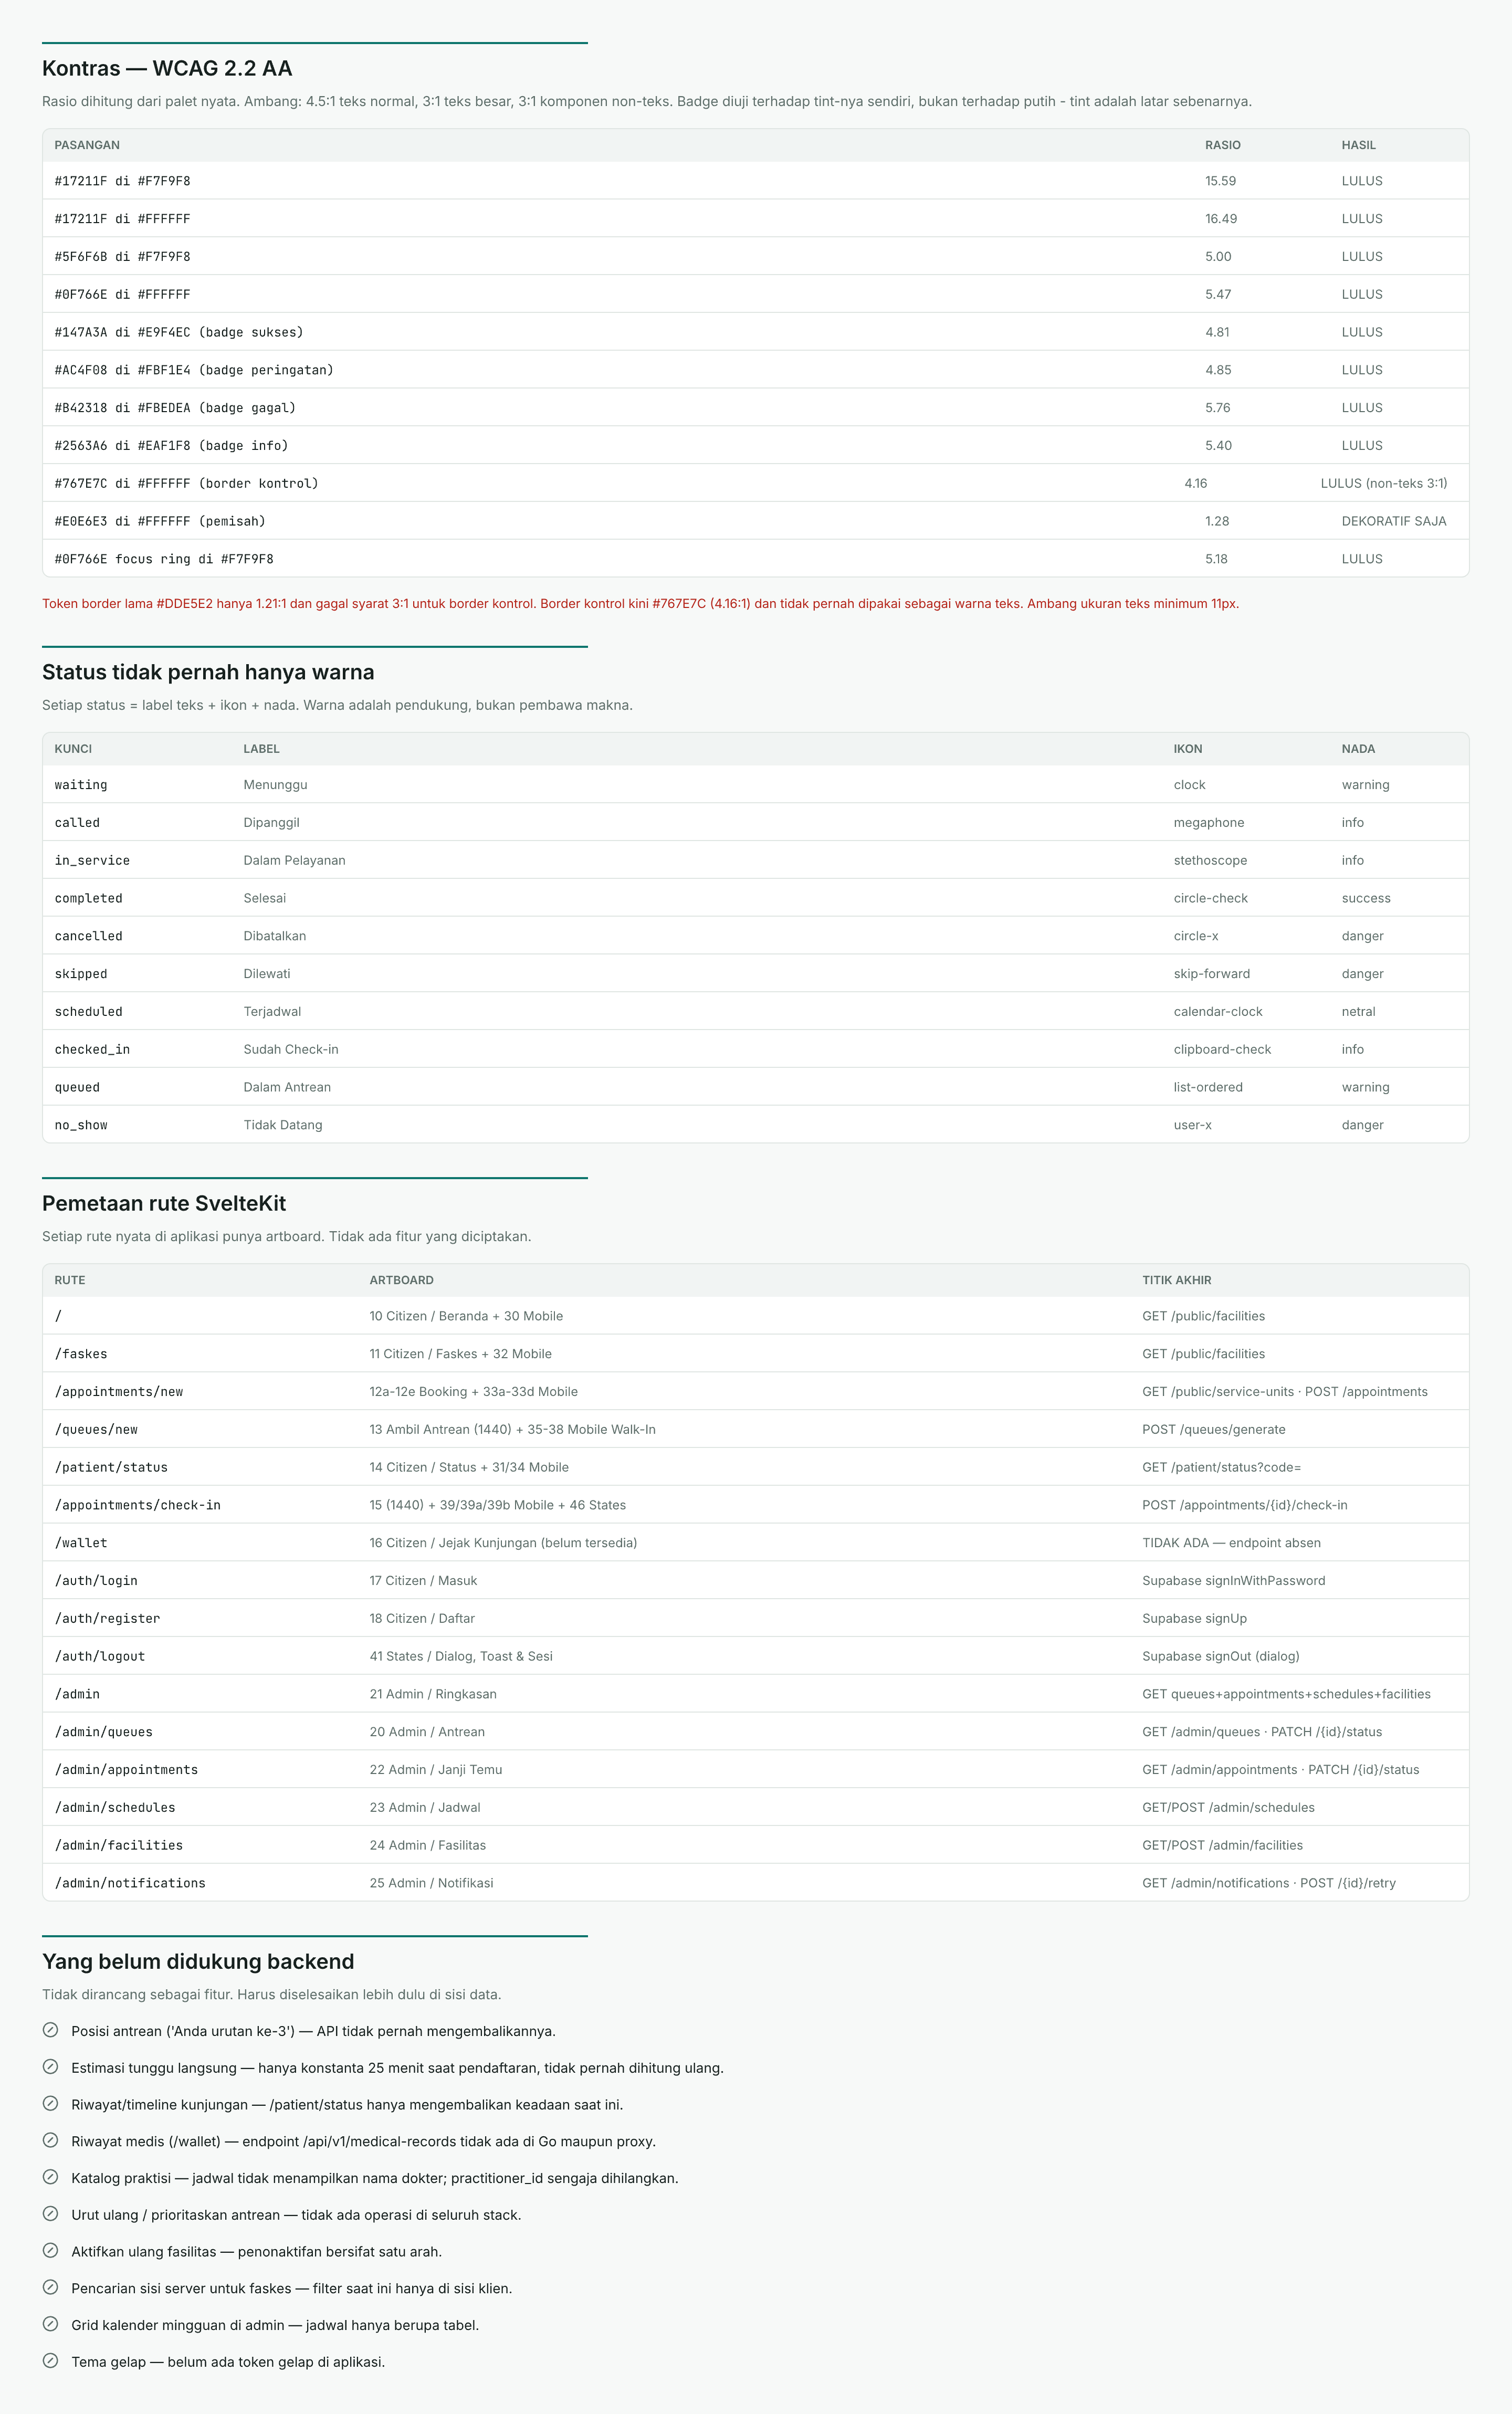 Kontras — WCAG 2.2 AA
Rasio dihitung dari palet nyata. Ambang: 4.5:1 teks normal, 3:1 teks besar, 3:1 komponen non-teks. Badge diuji terhadap tint-nya sendiri, bukan terhadap putih - tint adalah latar sebenarnya.
PASANGAN RASIO HASIL
#17211F di #F7F9F8 15.59 LULUS
#17211F di #FFFFFF 16.49 LULUS
#5F6F6B di #F7F9F8 5.00 LULUS
#0F766E di #FFFFFF 5.47 LULUS
#147A3A di #E9F4EC (badge sukses) 4.81 LULUS
#AC4F08 di #FBF1E4 (badge peringatan) 4.85 LULUS
#B42318 di #FBEDEA (badge gagal) 5.76 LULUS
#2563A6 di #EAF1F8 (badge info) 5.40 LULUS
#767E7C di #FFFFFF (border kontrol) 4.16 LULUS (non-teks 3:1)
#E0E6E3 di #FFFFFF (pemisah) 1.28 DEKORATIF SAJA
#0F766E focus ring di #F7F9F8 5.18 LULUS
Token border lama #DDE5E2 hanya 1.21:1 dan gagal syarat 3:1 untuk border kontrol. Border kontrol kini #767E7C (4.16:1) dan tidak pernah dipakai sebagai warna teks. Ambang ukuran teks minimum 11px.
Status tidak pernah hanya warna
Setiap status = label teks + ikon + nada. Warna adalah pendukung, bukan pembawa makna.
KUNCI LABEL IKON NADA
waiting Menunggu clock warning
called Dipanggil megaphone info
in_service Dalam Pelayanan stethoscope info
completed Selesai circle-check success
cancelled Dibatalkan circle-x danger
skipped Dilewati skip-forward danger
scheduled Terjadwal calendar-clock netral
checked_in Sudah Check-in clipboard-check info
queued Dalam Antrean list-ordered warning
no_show Tidak Datang user-x danger
Pemetaan rute SvelteKit
Setiap rute nyata di aplikasi punya artboard. Tidak ada fitur yang diciptakan.
RUTE ARTBOARD TITIK AKHIR
/ 10 Citizen / Beranda + 30 Mobile GET /public/facilities
/faskes 11 Citizen / Faskes + 32 Mobile GET /public/facilities
/appointments/new 12a-12e Booking + 33a-33d Mobile GET /public/service-units · POST /appointments
/queues/new 13 Ambil Antrean (1440) + 35-38 Mobile Walk-In POST /queues/generate
/patient/status 14 Citizen / Status + 31/34 Mobile GET /patient/status?code=
/appointments/check-in 15 (1440) + 39/39a/39b Mobile + 46 States POST /appointments/{id}/check-in
/wallet 16 Citizen / Jejak Kunjungan (belum tersedia) TIDAK ADA — endpoint absen
/auth/login 17 Citizen / Masuk Supabase signInWithPassword
/auth/register 18 Citizen / Daftar Supabase signUp
/auth/logout 41 States / Dialog, Toast & Sesi Supabase signOut (dialog)
/admin 21 Admin / Ringkasan GET queues+appointments+schedules+facilities
/admin/queues 20 Admin / Antrean GET /admin/queues · PATCH /{id}/status
/admin/appointments 22 Admin / Janji Temu GET /admin/appointments · PATCH /{id}/status
/admin/schedules 23 Admin / Jadwal GET/POST /admin/schedules
/admin/facilities 24 Admin / Fasilitas GET/POST /admin/facilities
/admin/notifications 25 Admin / Notifikasi GET /admin/notifications · POST /{id}/retry
Yang belum didukung backend
Tidak dirancang sebagai fitur. Harus diselesaikan lebih dulu di sisi data.
Posisi antrean ('Anda urutan ke-3') — API tidak pernah mengembalikannya.
Estimasi tunggu langsung — hanya konstanta 25 menit saat pendaftaran, tidak pernah dihitung ulang.
Riwayat/timeline kunjungan — /patient/status hanya mengembalikan keadaan saat ini.
Riwayat medis (/wallet) — endpoint /api/v1/medical-records tidak ada di Go maupun proxy.
Katalog praktisi — jadwal tidak menampilkan nama dokter; practitioner_id sengaja dihilangkan.
Urut ulang / prioritaskan antrean — tidak ada operasi di seluruh stack.
Aktifkan ulang fasilitas — penonaktifan bersifat satu arah.
Pencarian sisi server untuk faskes — filter saat ini hanya di sisi klien.
Grid kalender mingguan di admin — jadwal hanya berupa tabel.
Tema gelap — belum ada token gelap di aplikasi.